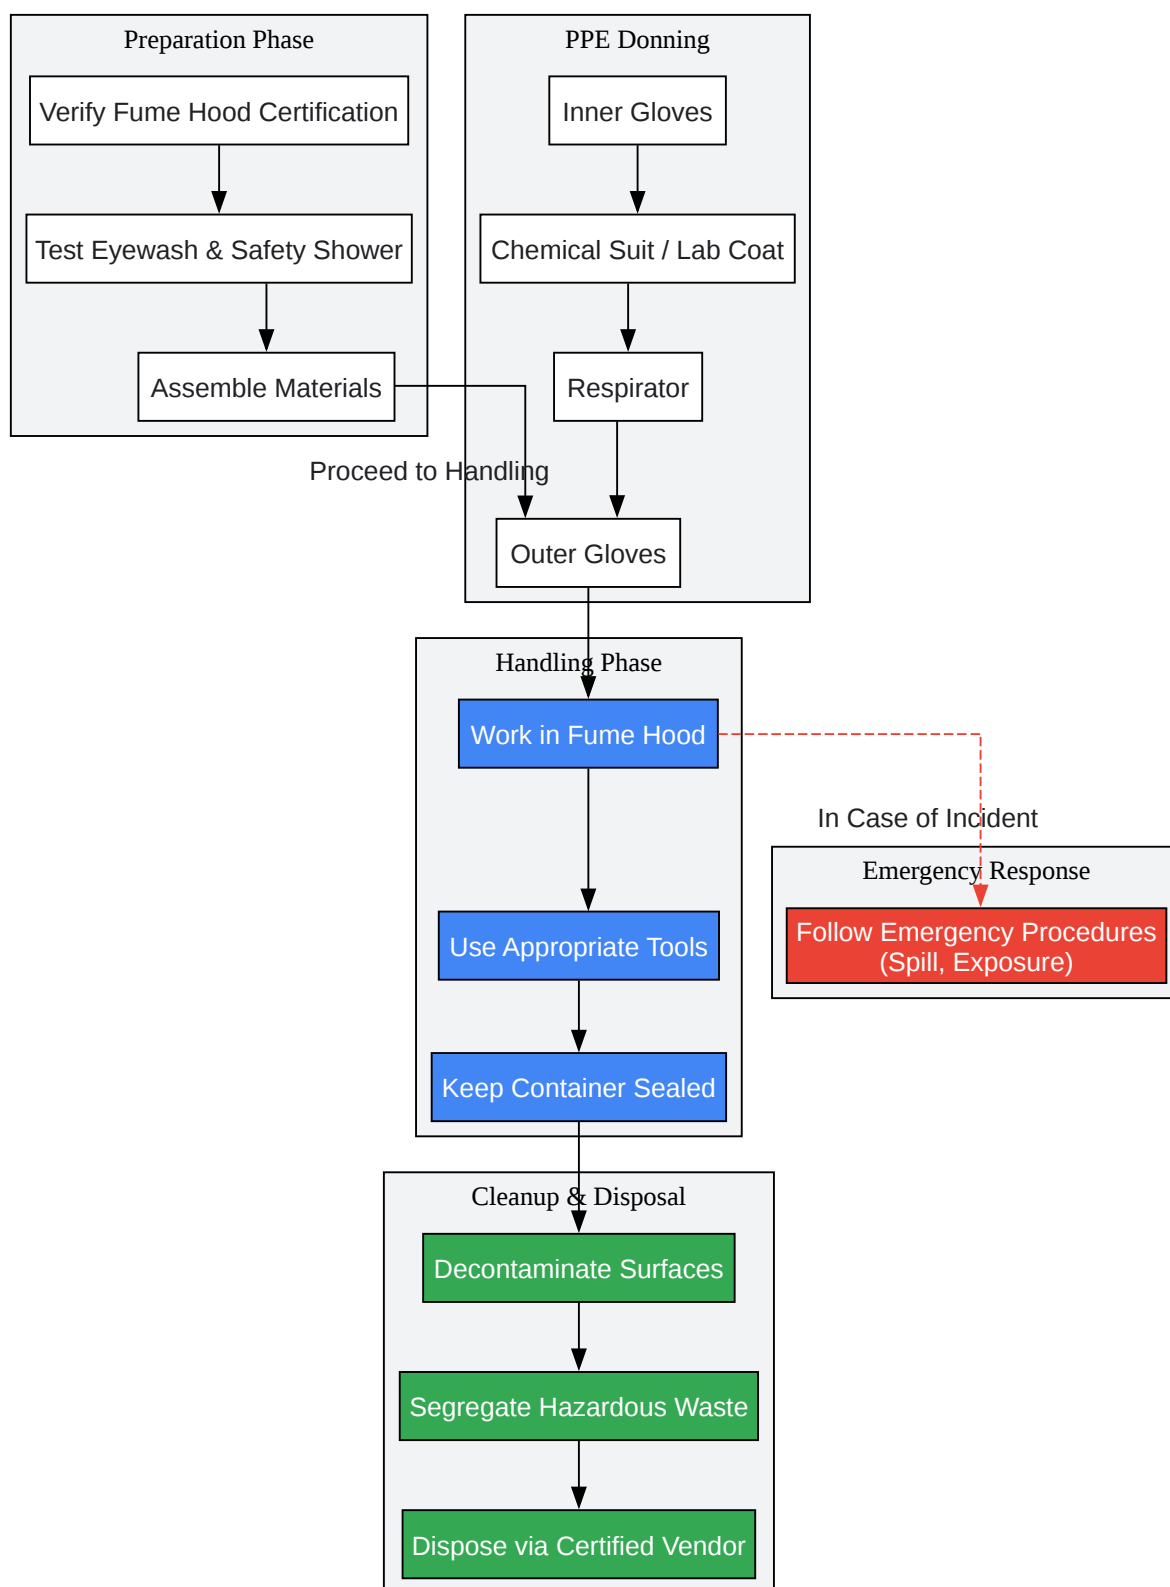 Preparation Phase
Verify Fume Hood Certification
Test Eyewash & Safety Shower
Assemble Materials
Proceed to Handling
PPE Donning
Inner Gloves
Chemical Suit / Lab Coat
Respirator
Outer Gloves
Handling Phase
Work in Fume Hood
Use Appropriate Tools
Keep Container Sealed
In Case of Incident
Emergency Response
Follow Emergency Procedures
(Spill, Exposure)
Cleanup & Disposal
Decontaminate Surfaces
Segregate Hazardous Waste
Dispose via Certified Vendor